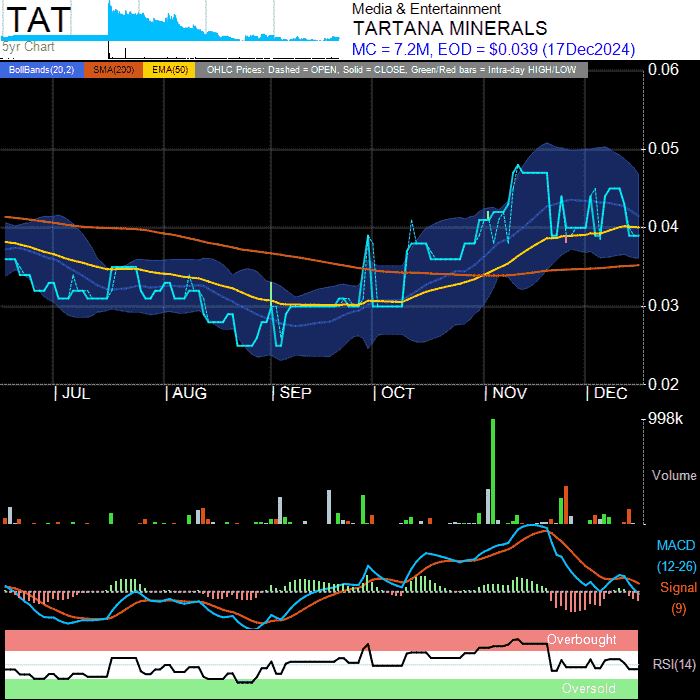 TAT
5yr Chart
Media & Entertainment
TARTANA MINERALS
MC = 7.2M, EOD = $0.039 (17Dec2024)
BollBands(20,2) SMA(200) EMA(50) OHLC Prices: Dashed = OPEN, Solid = CLOSE, Green/Red bars = Intra-day HIGH/LOW
0.06
0.05
0.04
0.03
0.02
JUL AUG SEP OCT NOV DEC
998k
Volume
MACD
(12-26)
Signal
(9)
Overbought
RSI(14)
Oversold